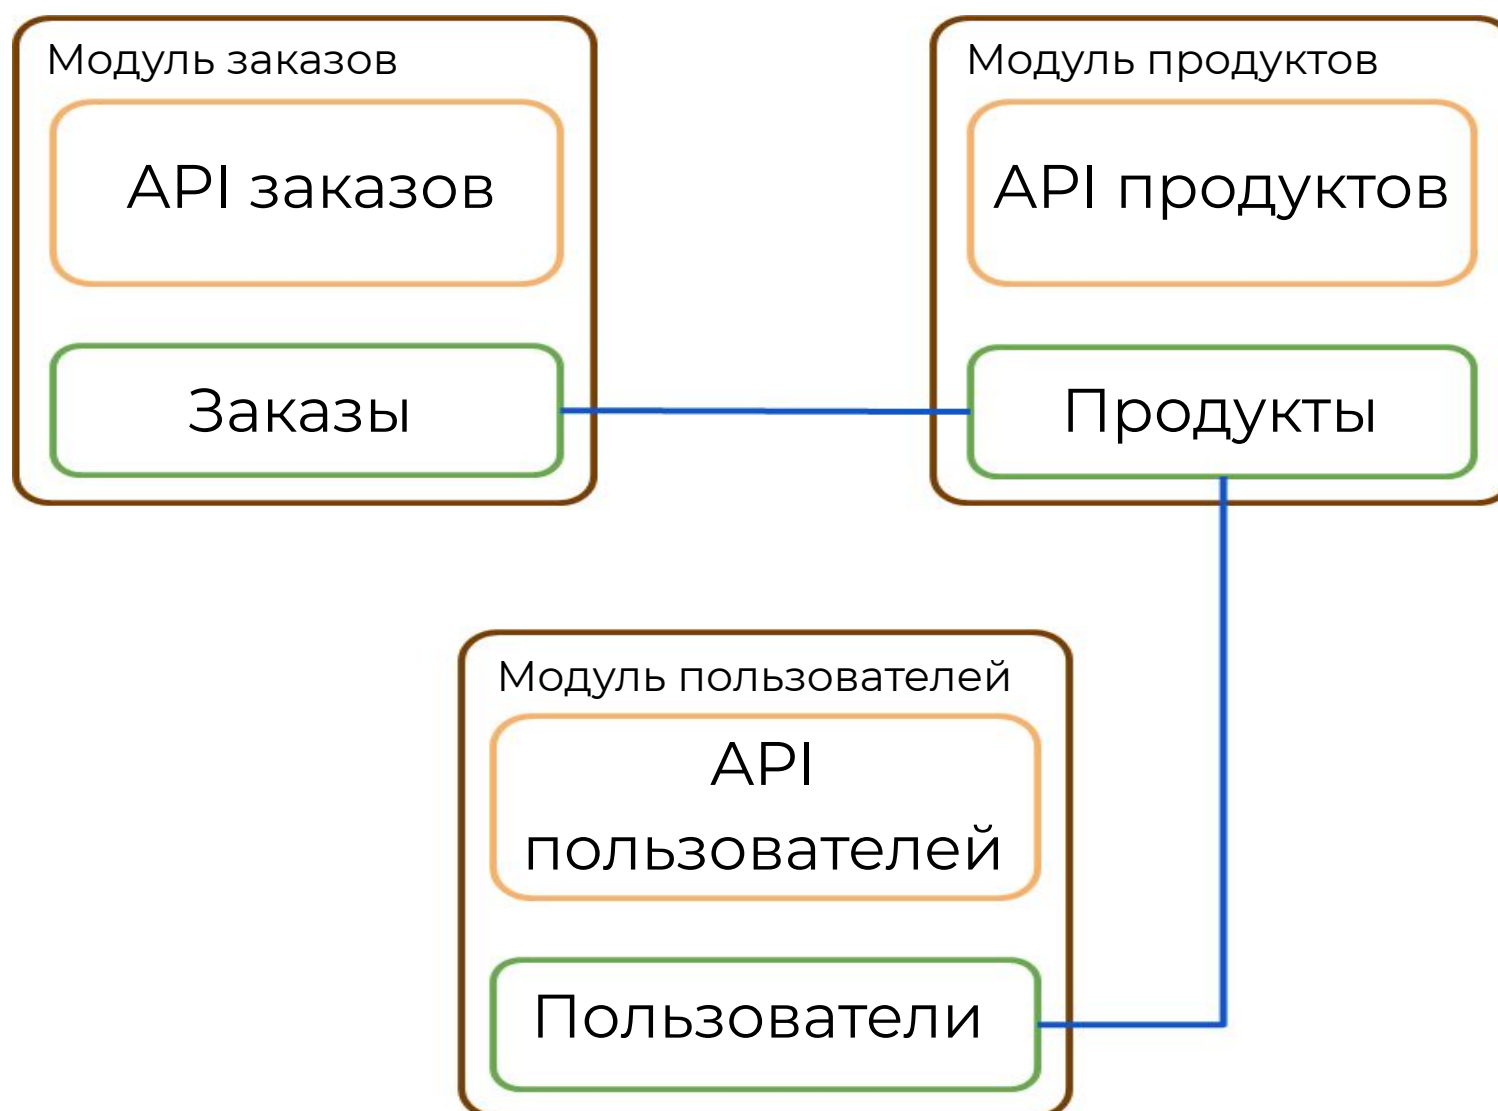 Модуль заказов
API заказов
Заказы
Модуль продуктов
API продуктов
Продукты
Модуль пользователей
API
пользователей
Пользователи